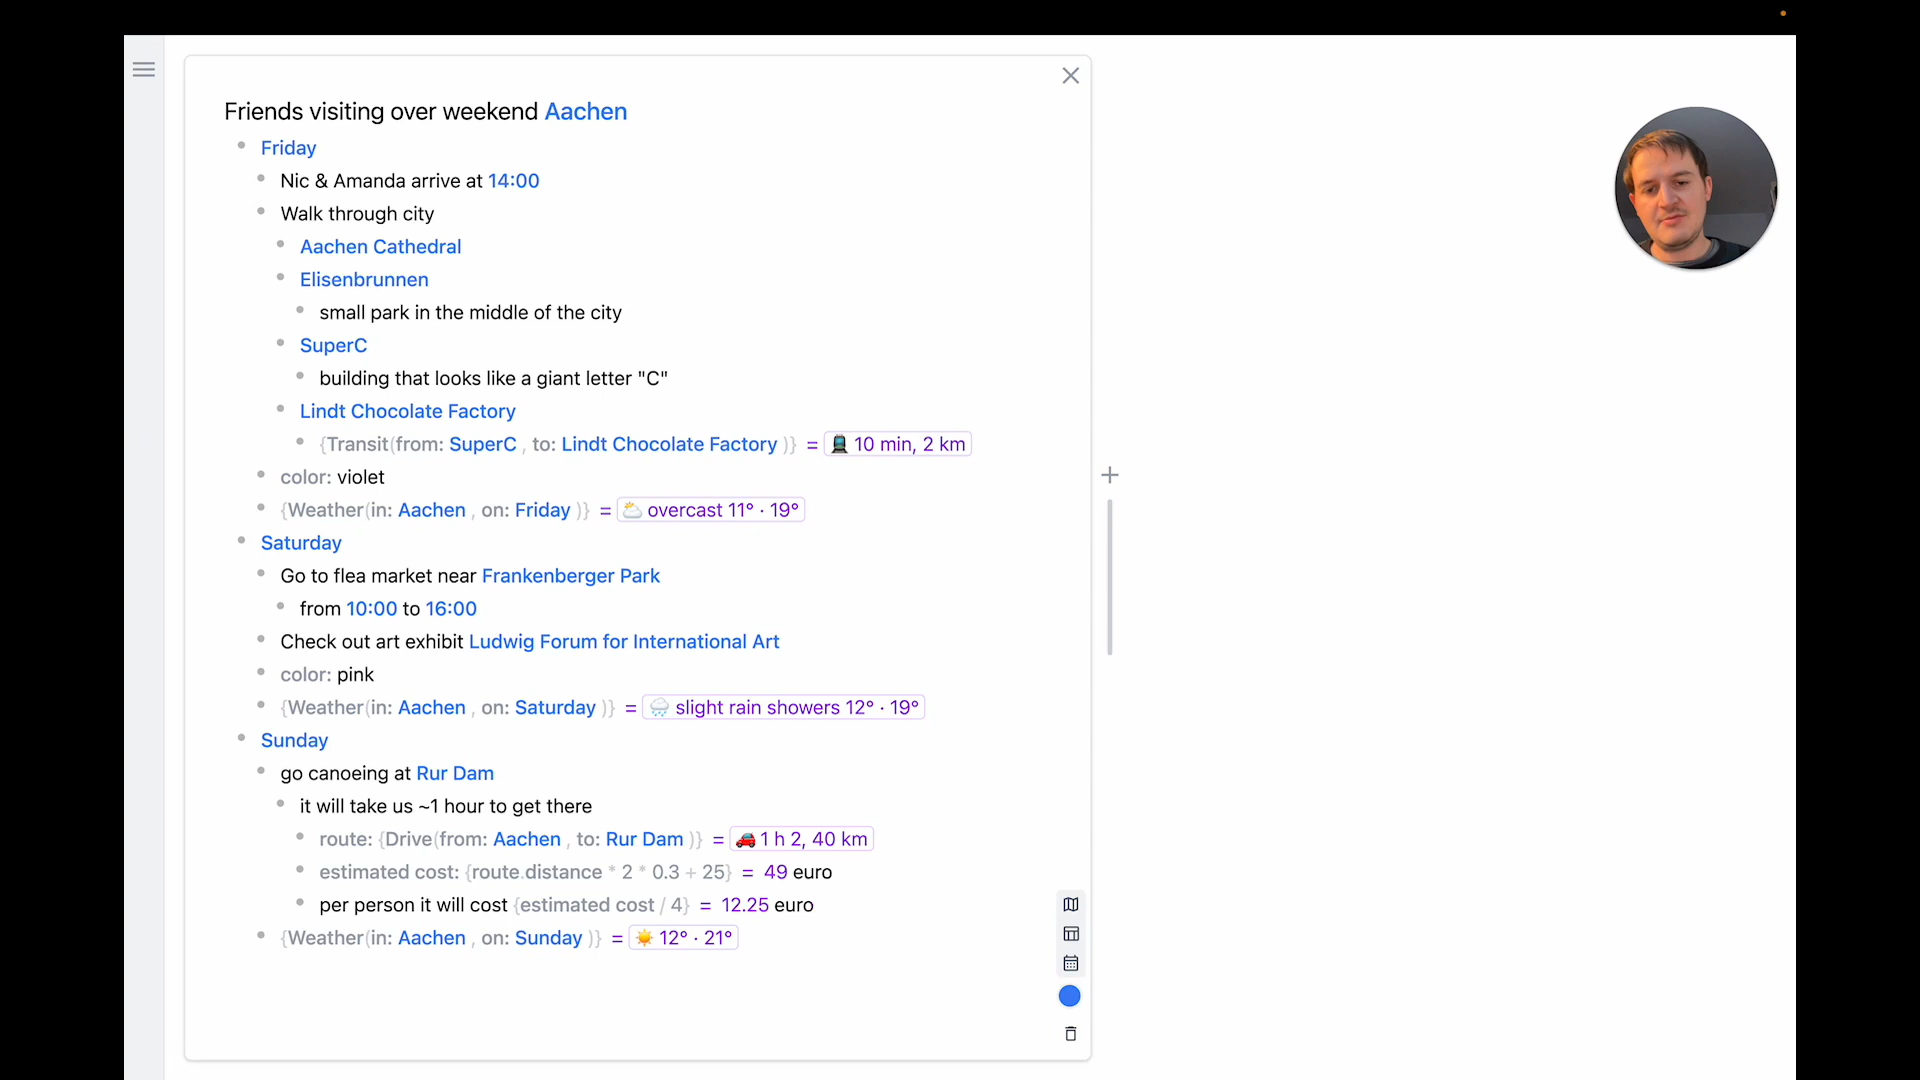 Friends visiting over weekend Aachen
Friday
Nic & Amanda arrive at 14:00
Walk through city
Aachen Cathedral
Elisenbrunnen
small park in the middle of the city
SuperC
building that looks like a giant letter "C"
Lindt Chocolate Factory
{Transit(from: SuperC , to: Lindt Chocolate Factory )} = 10 min, 2 km
color: violet
{Weather(in: Aachen , on: Friday )} = overcast 11° · 19°
Saturday
Go to flea market near Frankenberger Park
from 10:00 to 16:00
Check out art exhibit Ludwig Forum for International Art
color: pink
{Weather(in: Aachen , on: Saturday )} = slight rain showers 12° · 19°
Sunday
go canoeing at Rur Dam
it will take us ~1 hour to get there
route: {Drive(from: Aachen , to: Rur Dam )} = 1 h 2, 40 km
estimated cost: {route.distance * 2 * 0.3 + 25} = 49 euro
per person it will cost {estimated cost / 4} = 12.25 euro
{Weather(in: Aachen , on: Sunday )} = 12° · 21°